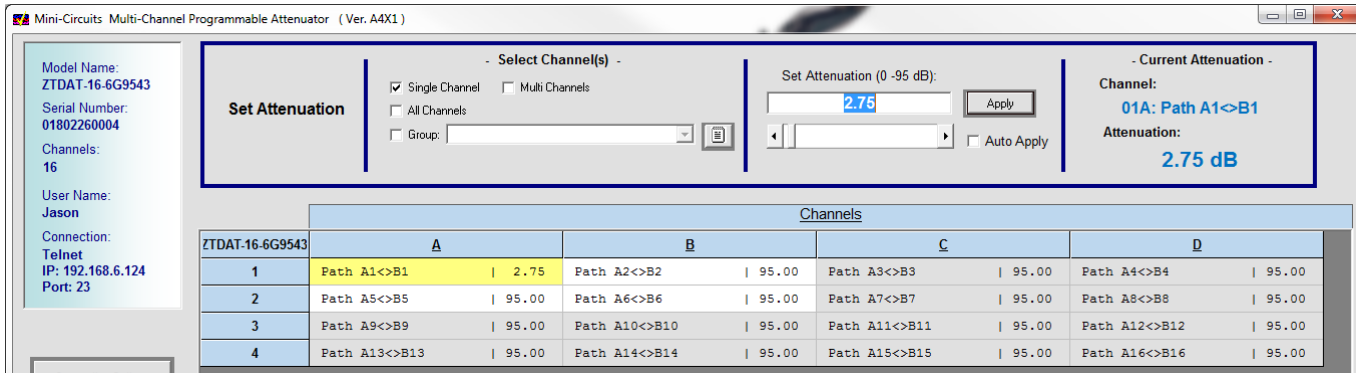 Mini-Circuits Multi-Channel Programmable Attenuator ( Ver. A4X1 )
Model Name:
ZTDAT-16-6G9543
Serial Number:
01802260004
Channels:
16
User Name:
Jason
Connection:
Telnet
IP: 192.168.6.124
Port: 23
Set Attenuation
- Select Channel(s) -
Single Channel Multi Channels
All Channels
Group:
Set Attenuation (0 -95 dB):
2.75 Apply
Auto Apply
- Current Attenuation -
Channel:
01A: Path A1<>B1
Attenuation:
2.75 dB
Channels
ZTDAT-16-6G9543 A B C D
1 Path A1<>B1 | 2.75 Path A2<>B2 | 95.00 Path A3<>B3 | 95.00 Path A4<>B4 | 95.00
2 Path A5<>B5 | 95.00 Path A6<>B6 | 95.00 Path A7<>B7 | 95.00 Path A8<>B8 | 95.00
3 Path A9<>B9 | 95.00 Path A10<>B10 | 95.00 Path A11<>B11 | 95.00 Path A12<>B12 | 95.00
4 Path A13<>B13 | 95.00 Path A14<>B14 | 95.00 Path A15<>B15 | 95.00 Path A16<>B16 | 95.00